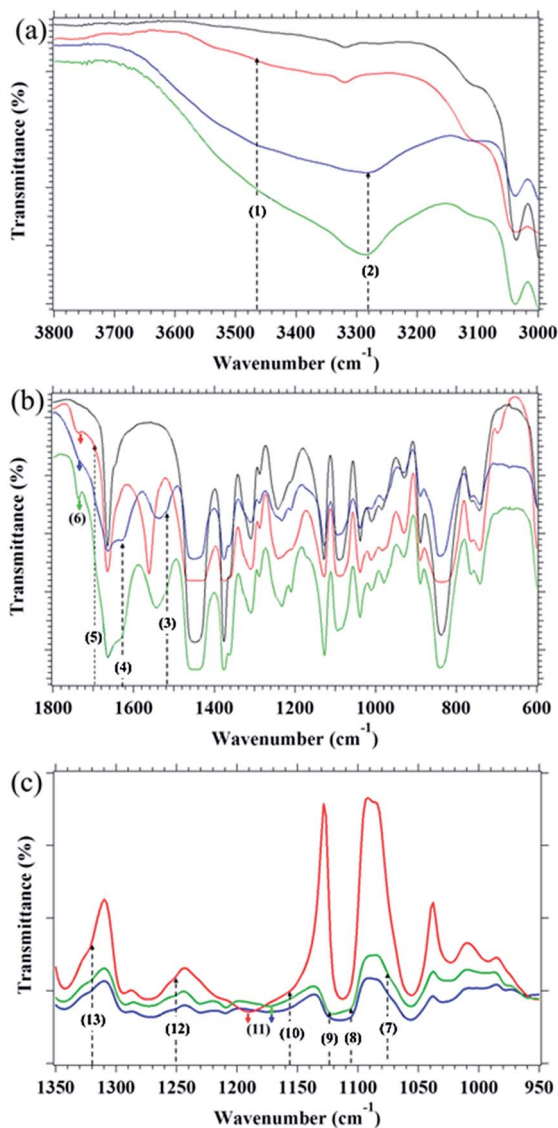 (a)
Transmittance (%)
(1)
(2)
3800 3700 3600 3500 3400 3300 3200 3100 3000
Wavenumber (cm⁻¹)
(b)
Transmittance (%)
(6)
(5)
(4)
(3)
1800 1600 1400 1200 1000 800 600
Wavenumber (cm⁻¹)
(c)
Transmittance (%)
(13)
(12)
(11)
(10)
(9)
(8)
(7)
1350 1300 1250 1200 1150 1100 1050 1000 950
Wavenumber (cm⁻¹)